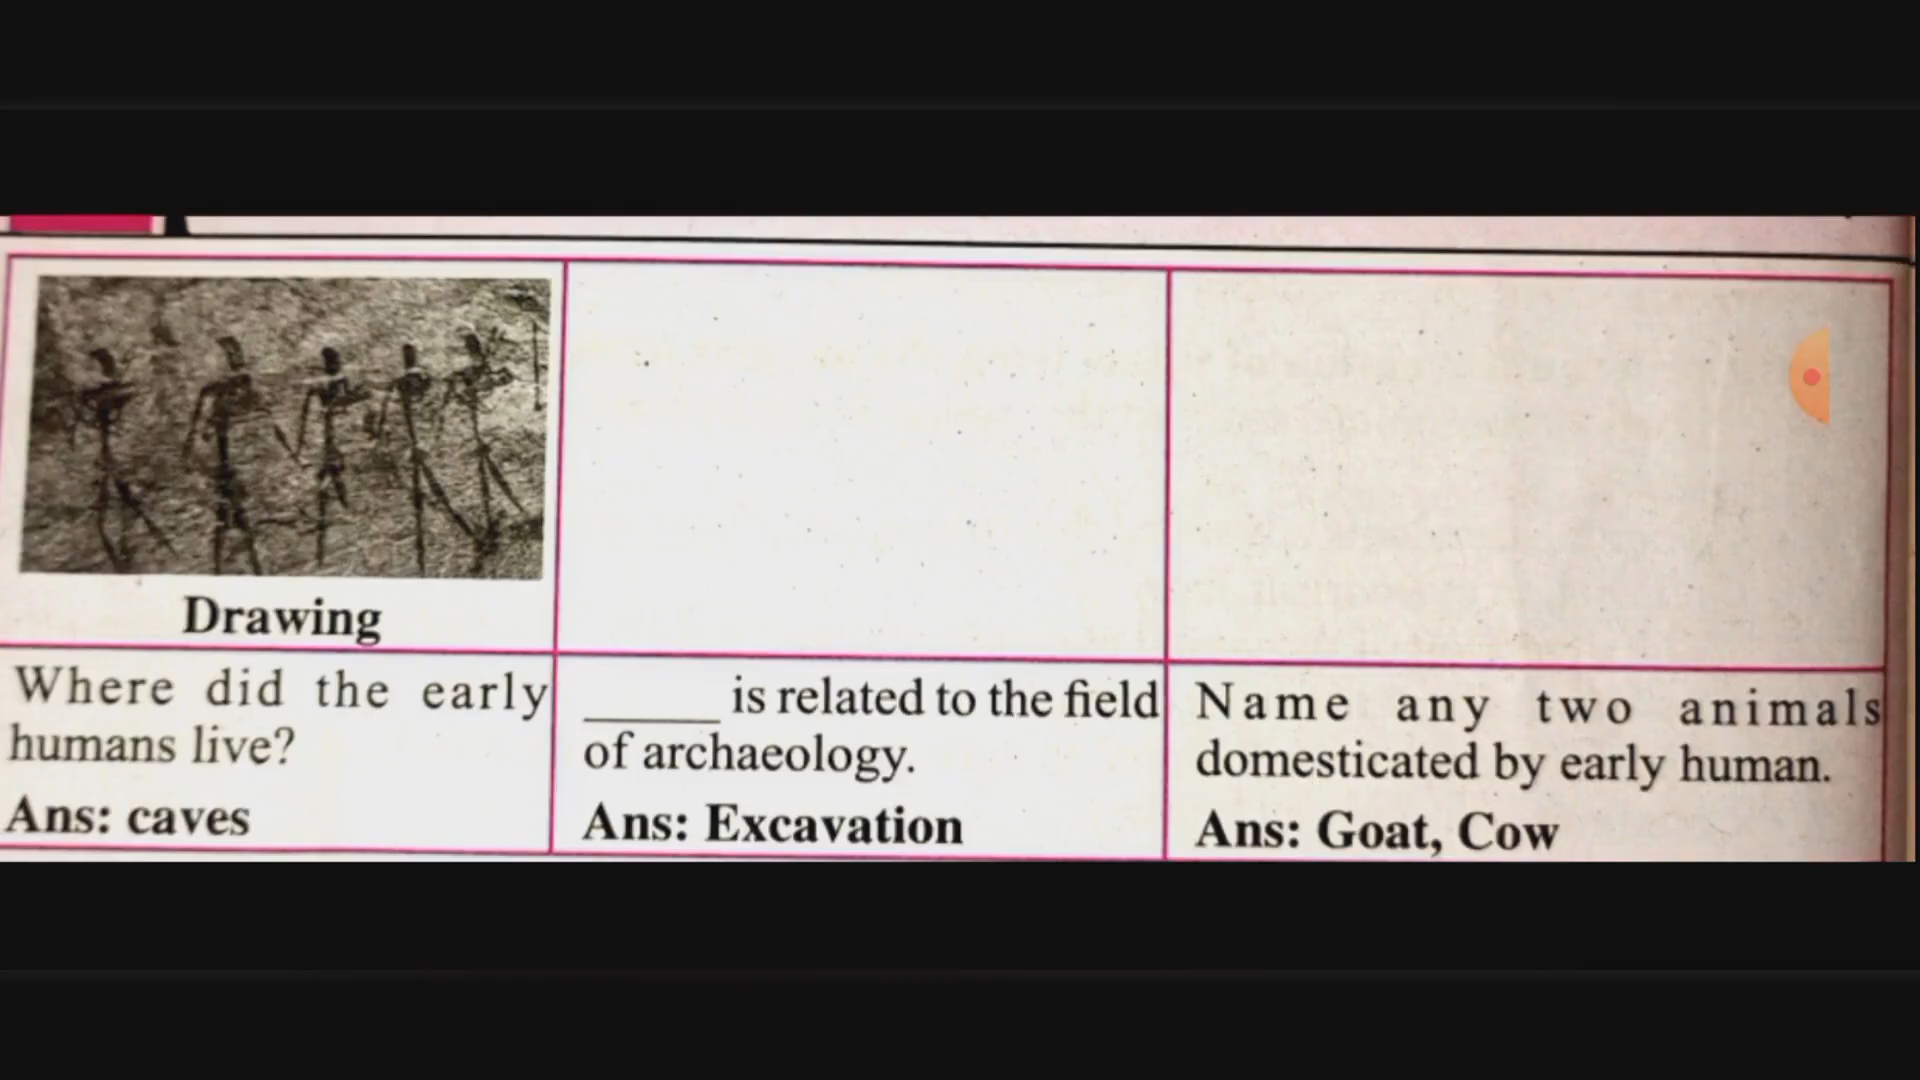 Drawing
Where did the early
humans live?
Ans: caves
_____ is related to the field
of archaeology.
Ans: Excavation
Name any two animals
domesticated by early human.
Ans: Goat, Cow